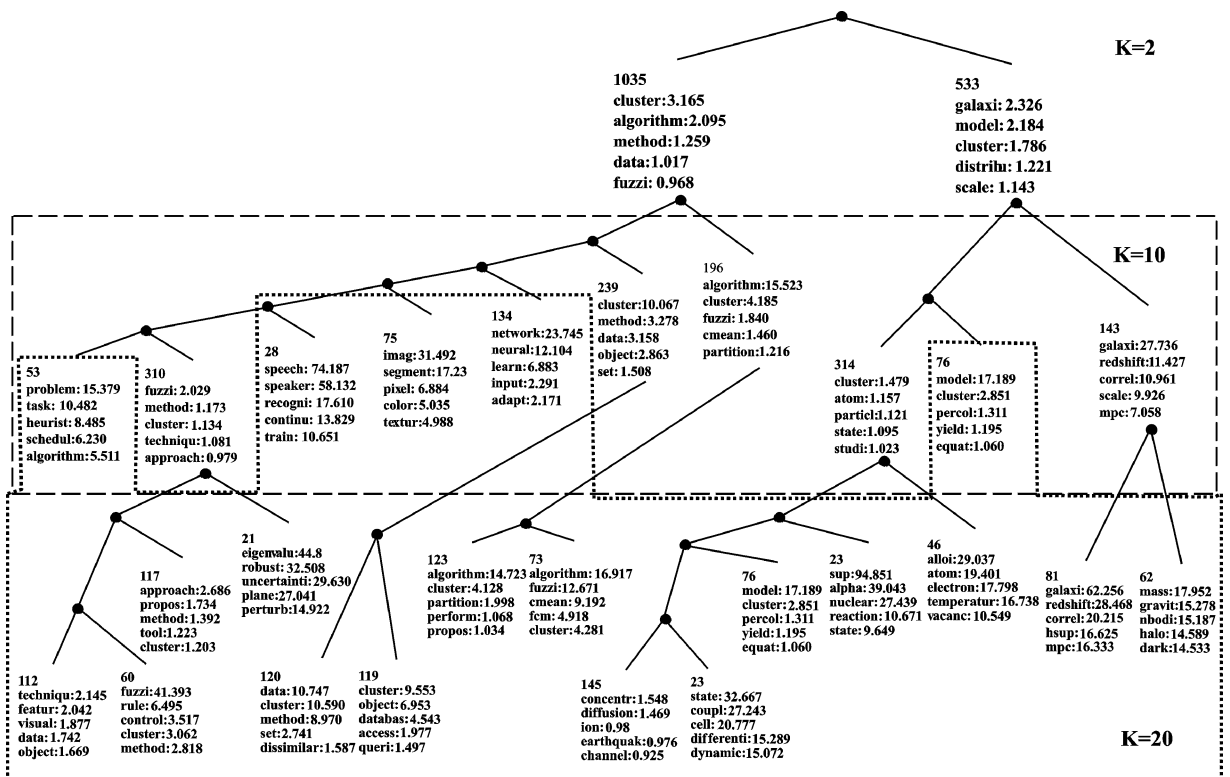 K=2
1035
cluster:3.165
algorithm:2.095
method:1.259
data:1.017
fuzzi: 0.968
533
galaxi: 2.326
model: 2.184
cluster:1.786
distrihu: 1.221
scale: 1.143
K=10
53
problem:15.379
task: 10.482
heurist: 8.485
schedul:6.230
algorithm:5.511
310
fuzzi: 2.029
method:1.173
cluster: 1.134
techniqu:1.081
approach:0.979
28
speech: 74.187
speaker: 58.132
recogni: 17.610
continu: 13.829
train: 10.651
75
imag: 31.492
segment:17.23
pixel: 6.884
color: 5.035
textur: 4.988
134
network:23.745
neural:12.104
learn: 6.883
input: 2.291
adapt: 2.171
239
cluster:10.067
method:3.278
data:3.158
object:2.863
set:1.508
196
algorithm:15.523
cluster:4.185
fuzzi: 1.840
cmean: 1.460
partition:1.216
314
cluster:1.479
atom:1.157
particl:1.121
state:1.095
studi:1.023
76
model:17.189
cluster:2.851
percol:1.311
yield: 1.195
equat: 1.060
143
galaxi:27.736
redshift:11.427
correl:10.961
scale: 9.926
mpc: 7.058
117
approach:2.686
propos:1.734
method:1.392
tool:1.223
cluster:1.203
21
eigenvalu:44.8
robust: 32.508
uncertainti:29.630
plane:27.041
perturb:14.922
123
algorithm:14.723
cluster: 4.128
partition:1.998
perform:1.068
propos:1.034
73
algorithm: 16.917
fuzzi:12.671
cmean: 9.192
fcm: 4.918
cluster: 4.281
76
model:17.189
cluster:2.851
percol:1.311
yield: 1.195
equat: 1.060
23
sup:94.851
alpha: 39.043
nuclear:27.439
reaction:10.671
state:9.649
46
alloi:29.037
atom: 19.401
electron:17.798
temperatur:16.738
vacanc:10.549
81
galaxi:62.256
redshift:28.468
correl:20.215
hsup:16.625
mpc:16.333
62
mass:17.952
gravit:15.278
nbodi:15.187
halo:14.589
dark:14.533
112
techniqu:2.145
featur: 2.042
visual: 1.877
data:1.742
object:1.669
60
fuzzi:41.393
rule:6.495
control:3.517
cluster:3.062
method:2.818
120
data:10.747
cluster:10.590
method:8.970
set:2.741
dissimilar:1.587
119
cluster:9.553
object:6.953
databas:4.543
access:1.977
queri:1.497
145
concentr:1.548
diffusion:1.469
ion: 0.98
earthquak:0.976
channel:0.925
23
state: 32.667
coupl:27.243
cell: 20.777
differenti:15.289
dynamic:15.072
K=20